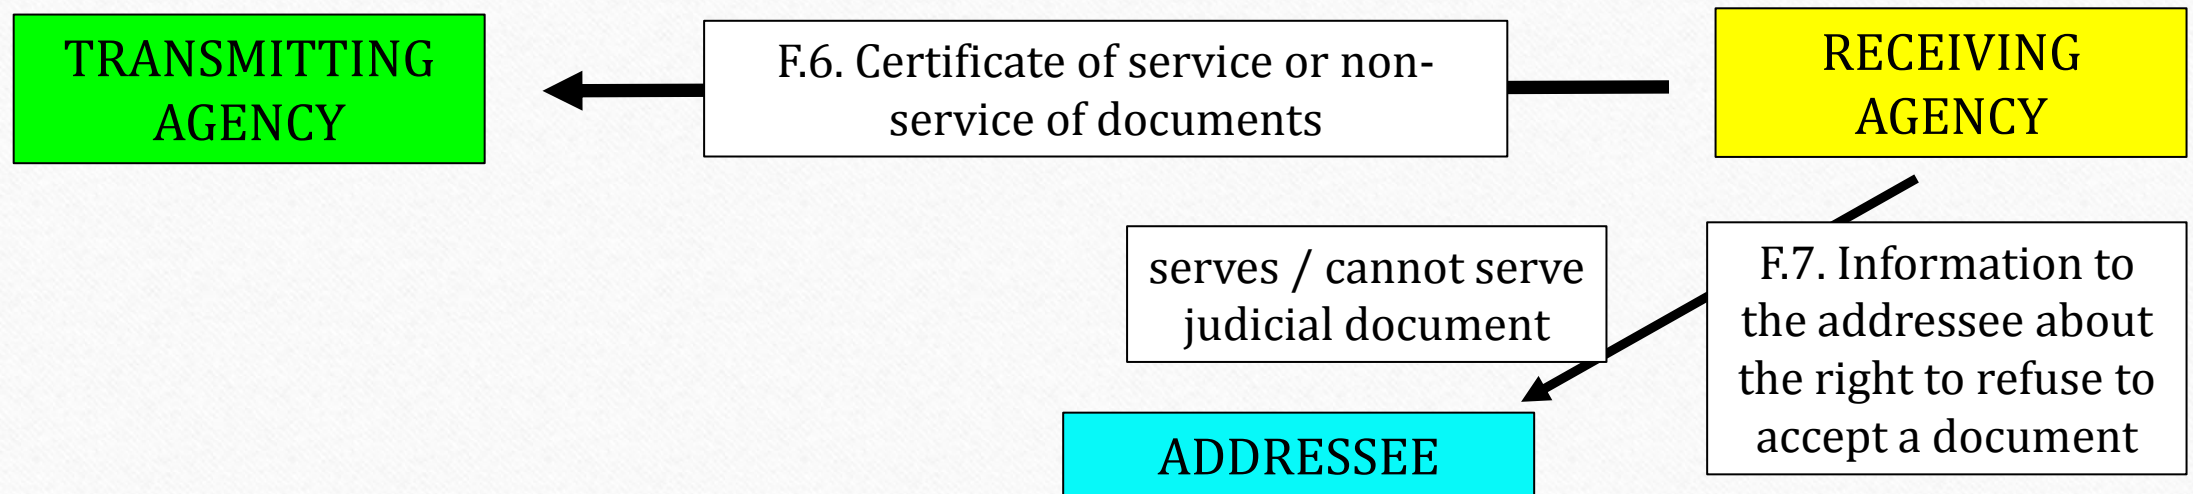 TRANSMITTING
AGENCY
F.6. Certificate of service or non-
service of documents
RECEIVING
AGENCY
serves / cannot serve
judicial document
F.7. Information to
the addressee about
the right to refuse to
accept a document
ADDRESSEE